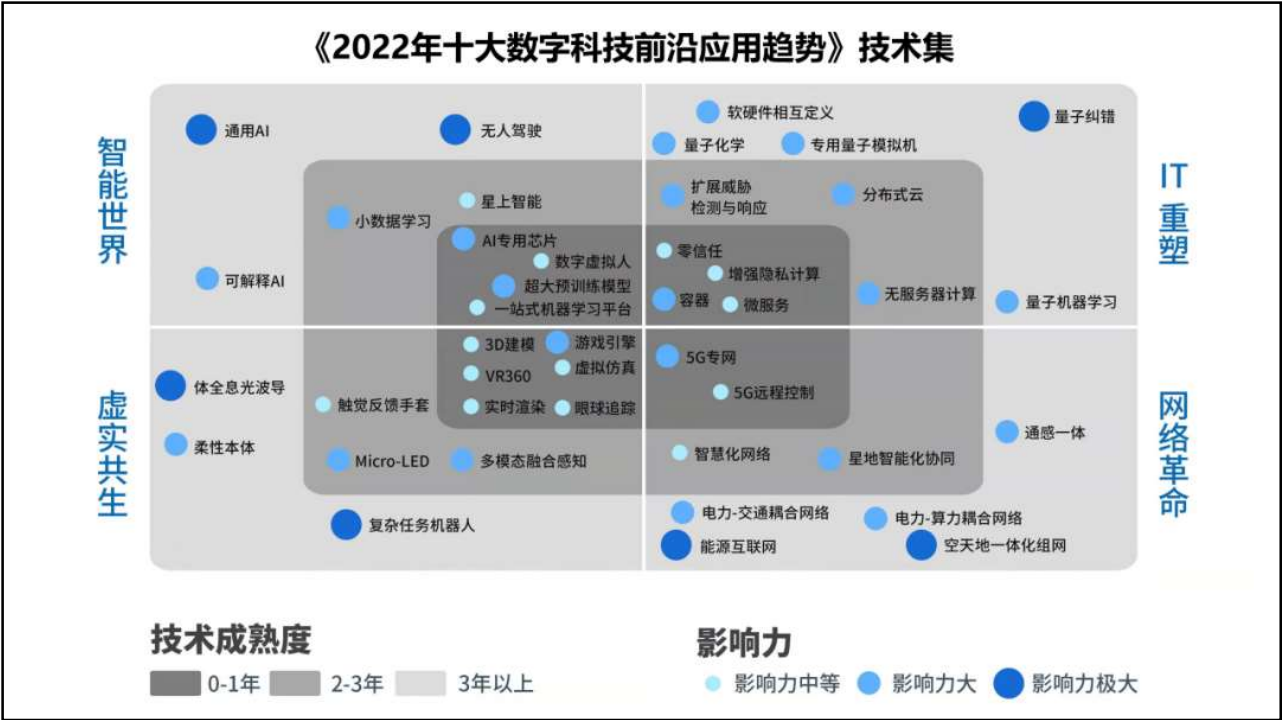 《2022年十大数字科技前沿应用趋势》技术集
智能世界
通用AI
无人驾驶
小数据学习
星上智能
AI专用芯片
数字虚拟人
超大预训练模型
一站式机器学习平台
可解释AI
IT重塑
软硬件相互定义
量子纠错
量子化学
专用量子模拟机
扩展威胁
检测与响应
分布式云
零信任
增强隐私计算
容器
微服务
无服务器计算
量子机器学习
虚实共生
3D建模
游戏引擎
VR360
虚拟仿真
体全息光波导
触觉反馈手套
实时渲染
眼球追踪
柔性本体
Micro-LED
多模态融合感知
复杂任务机器人
网络革命
5G专网
5G远程控制
通感一体
智慧化网络
星地智能化协同
电力-交通耦合网络
电力-算力耦合网络
能源互联网
空天地一体化组网
技术成熟度
0-1年
2-3年
3年以上
影响力
影响力中等
影响力大
影响力极大